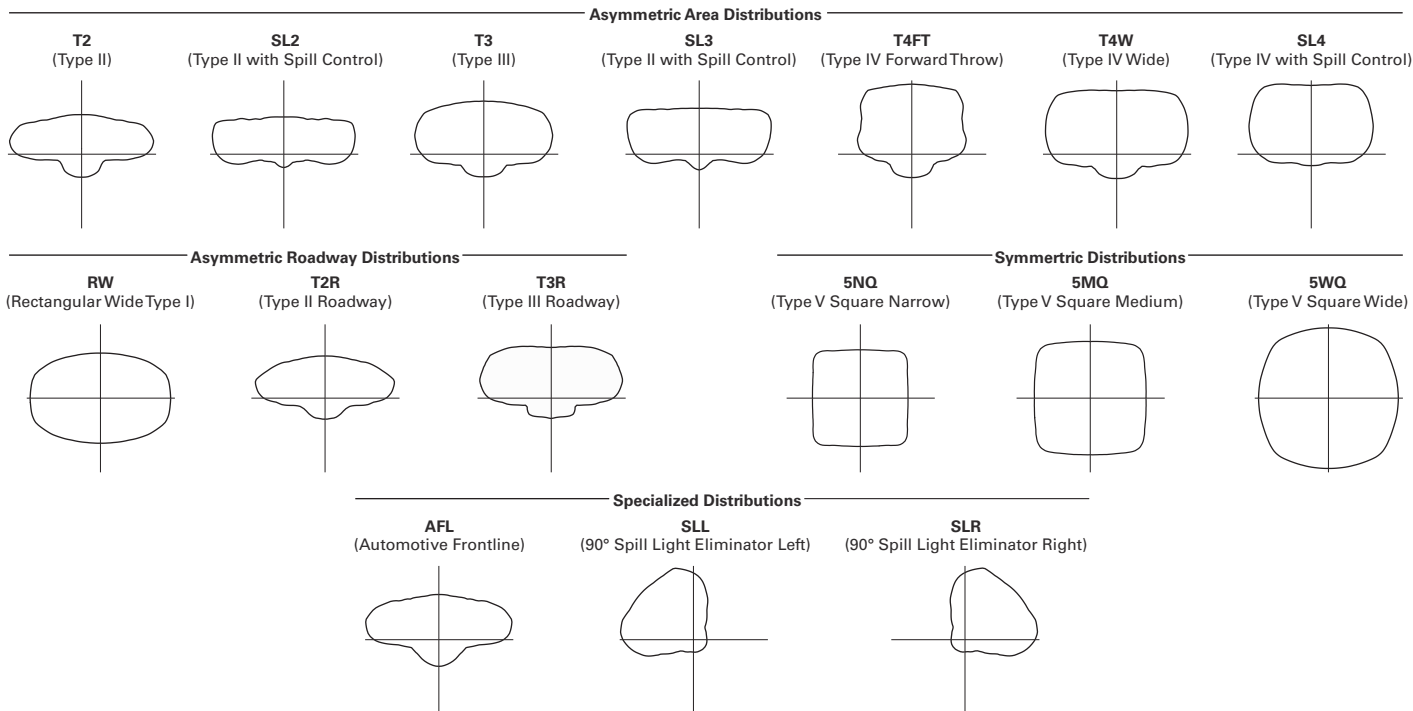 Asymmetric Area Distributions
T2
(Type II)
SL2
(Type II with Spill Control)
T3
(Type III)
SL3
(Type II with Spill Control)
T4FT
(Type IV Forward Throw)
T4W
(Type IV Wide)
SL4
(Type IV with Spill Control)
Asymmetric Roadway Distributions
RW
(Rectangular Wide Type I)
T2R
(Type II Roadway)
T3R
(Type III Roadway)
Symmertric Distributions
5NQ
(Type V Square Narrow)
5MQ
(Type V Square Medium)
5WQ
(Type V Square Wide)
Specialized Distributions
AFL
(Automotive Frontline)
SLL
(90° Spill Light Eliminator Left)
SLR
(90° Spill Light Eliminator Right)